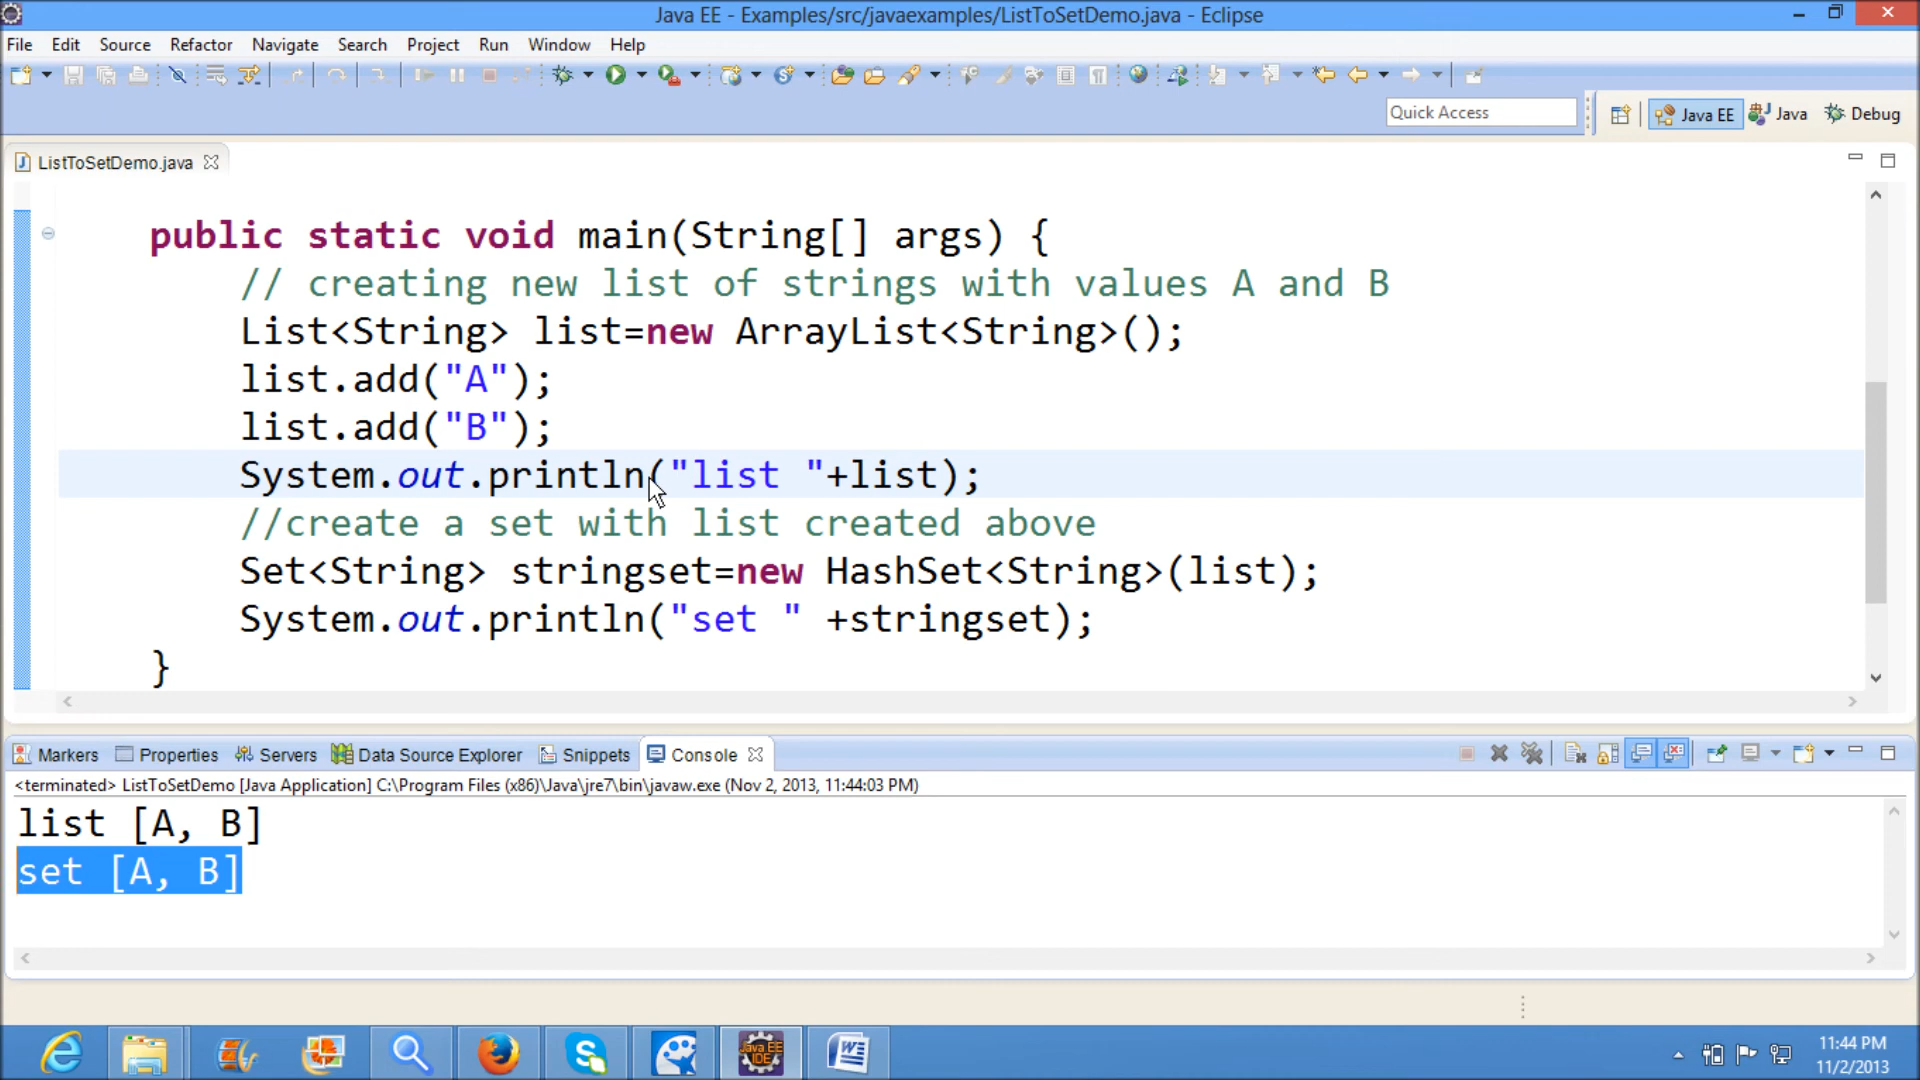 Java EE - Examples/src/javaexamples/ListToSetDemo.java - Eclipse
File Edit Source Refactor Navigate Search Project Run Window Help
Quick Access
Java EE
Java
Debug
ListToSetDemo.java
public static void main(String[] args) {
// creating new list of strings with values A and B
List<String> list=new ArrayList<String>();
list.add("A");
list.add("B");
System.out.println("list "+list);
//create a set with list created above
Set<String> stringset=new HashSet<String>(list);
System.out.println("set " +stringset);
}
Markers Properties Servers Data Source Explorer Snippets Console
<terminated> ListToSetDemo [Java Application] C:\Program Files (x86)\Java\jre7\bin\javaw.exe (Nov 2, 2013, 11:44:03 PM)
list [A, B]
set [A, B]
Java EE
IDE
11:44 PM
11/2/2013